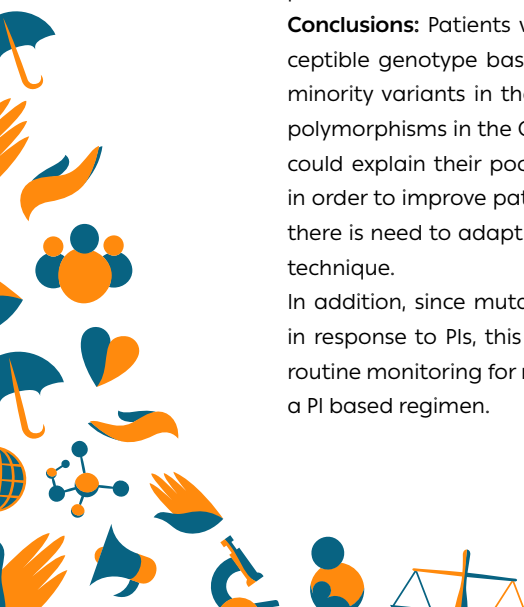 Conclusions: Patients
ceptible genotype bas
minority variants in th
polymorphisms in the
could explain their poo
in order to improve pat
there is need to adapt
technique.
In addition, since muta
in response to PIs, this
routine monitoring for
a PI based regimen.